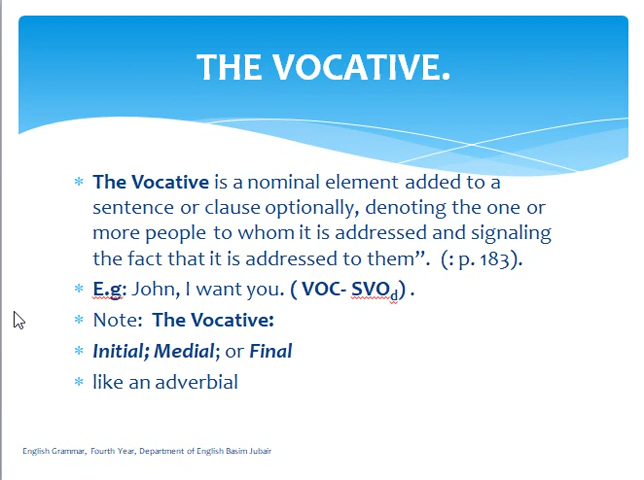 THE VOCATIVE.
* The Vocative is a nominal element added to a
sentence or clause optionally, denoting the one or
more people to whom it is addressed and signaling
the fact that it is addressed to them”. (: p. 183).
* E.g: John, I want you. ( VOC- SVOd) .
* Note: The Vocative:
* Initial; Medial; or Final
* like an adverbial
English Grammar, Fourth Year, Department of English Basim Jubair